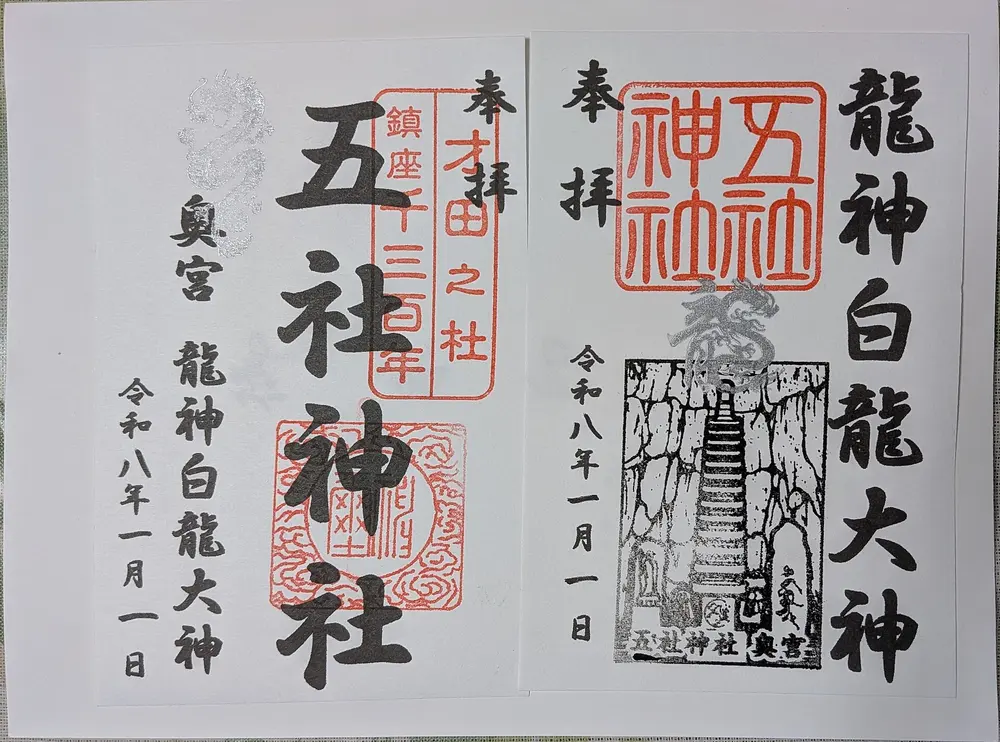 龍神白龍大神
五社神社
奉拝
令和八年一月一日
五社神社 奥宮
奉拝
才田之社
鎮座千三百年
五社神社
奥宮 龍神白龍大神
令和八年一月一日